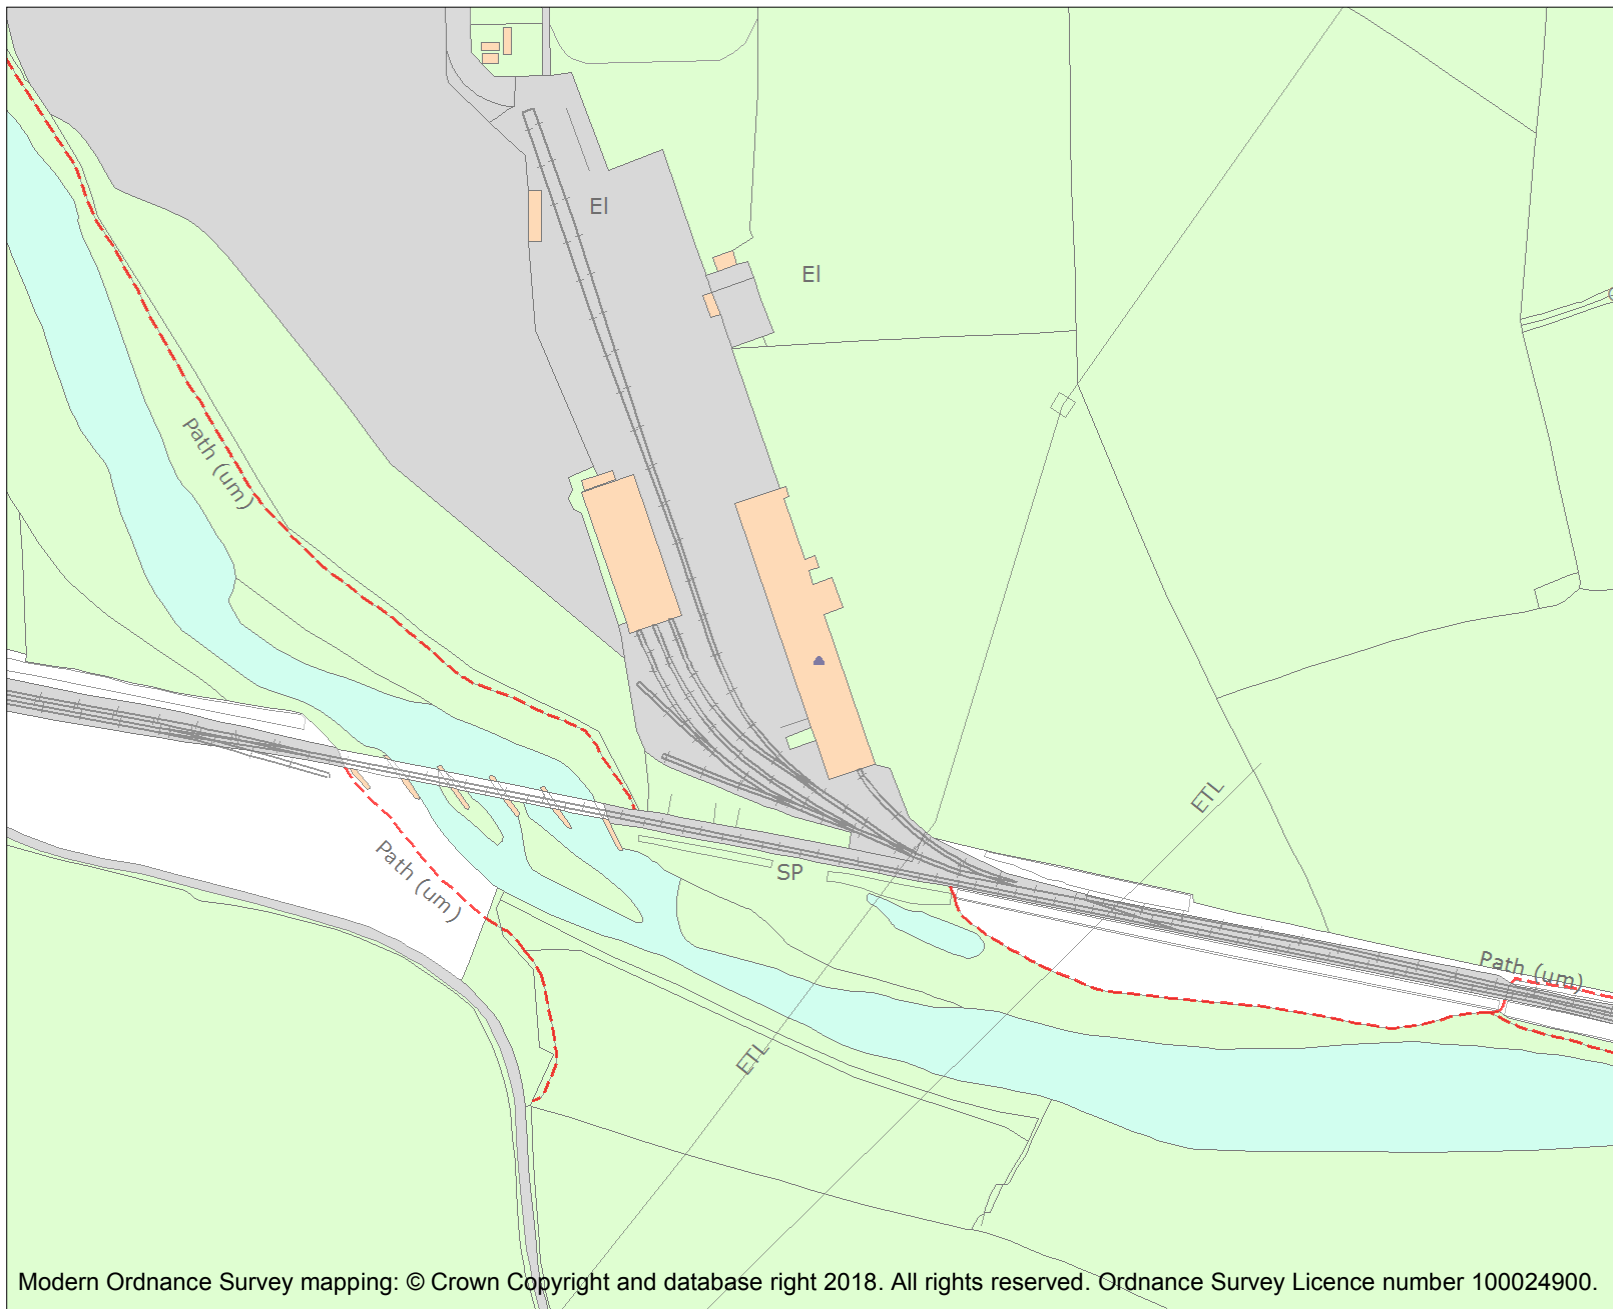 El
El
Path (um)
ETL
Path (um)
SP
Path (um)
ETL
Modern Ordnance Survey mapping: © Crown Copyright and database right 2018. All rights reserved. Ordnance Survey Licence number 100024900.